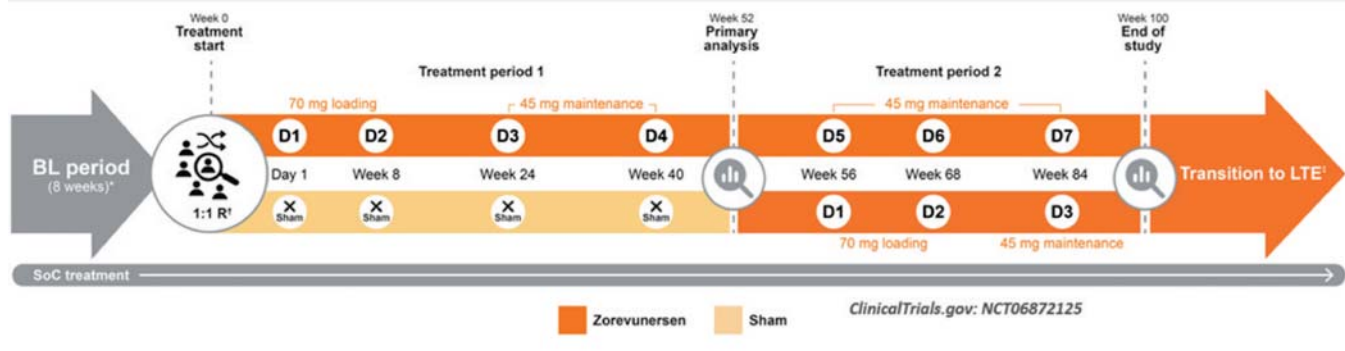 Week 0
Treatment
start
Week 52
Primary
analysis
Week 100
End of
study
Treatment period 1
Treatment period 2
70 mg loading
45 mg maintenance
45 mg maintenance
D1
D2
D3
D4
D5
D6
D7
BL period
(8 weeks)*
Day 1
Week 8
Week 24
Week 40
Week 56
Week 68
Week 84
Transition to LTE‡
1:1 R†
Sham
Sham
Sham
Sham
D1
D2
D3
70 mg loading
45 mg maintenance
SoC treatment
Zorevunersen
Sham
ClinicalTrials.gov: NCT06872125